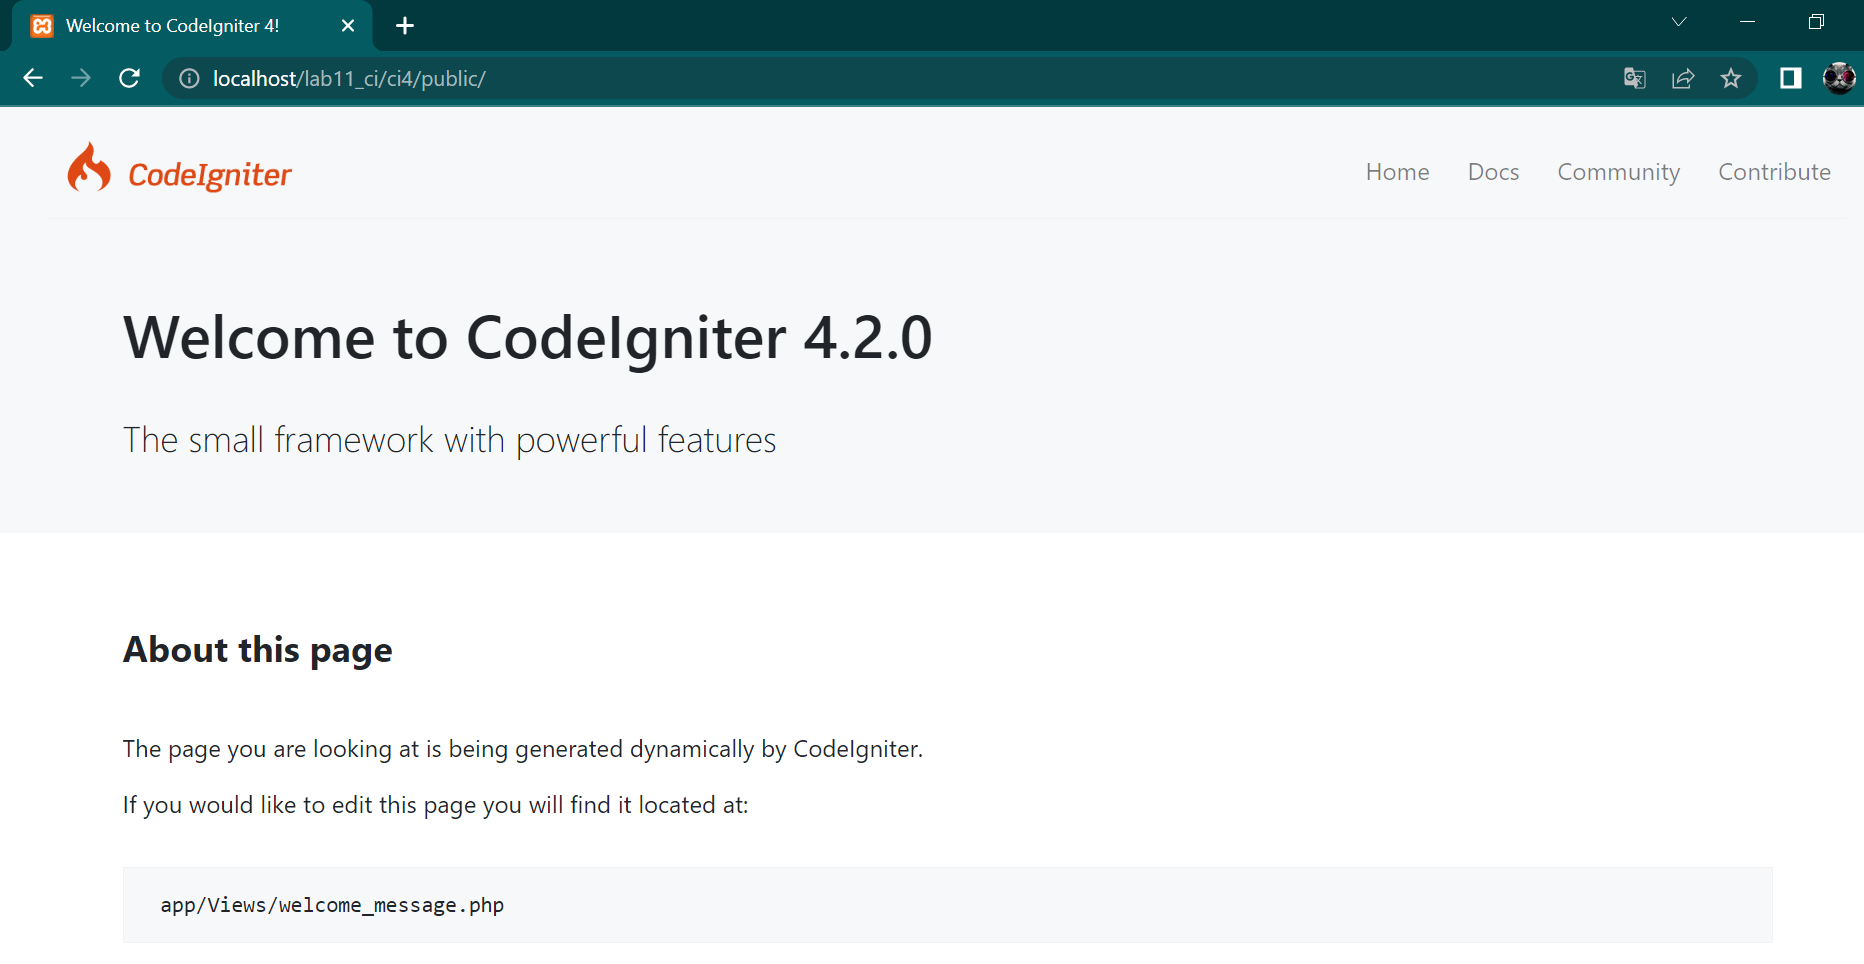 Welcome to CodeIgniter 4!
localhost/lab11_ci/ci4/public/
CodeIgniter
Home Docs Community Contribute
Welcome to CodeIgniter 4.2.0
The small framework with powerful features
About this page
The page you are looking at is being generated dynamically by CodeIgniter.
If you would like to edit this page you will find it located at:
app/Views/welcome_message.php